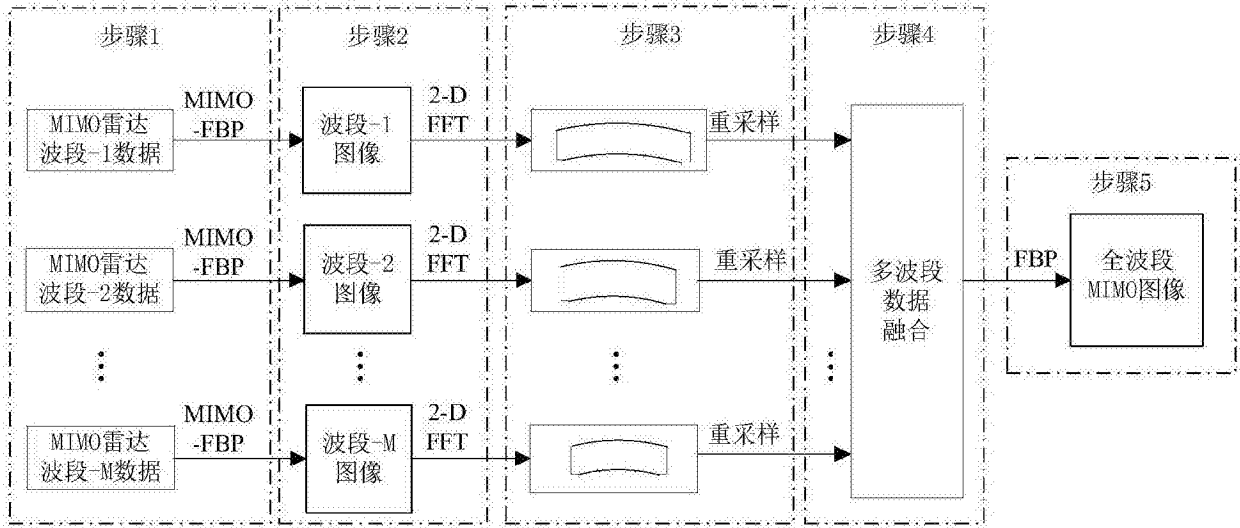 步骤1
步骤2
步骤3
步骤4
步骤5
MIMO雷达
波段-1数据
MIMO
-FBP
波段-1
图像
2-D
FFT
重采样
MIMO雷达
波段-2数据
MIMO
-FBP
波段-2
图像
2-D
FFT
重采样
MIMO雷达
波段-M数据
MIMO
-FBP
波段-M
图像
2-D
FFT
重采样
多波段
数据
融合
FBP
全波段
MIMO图像